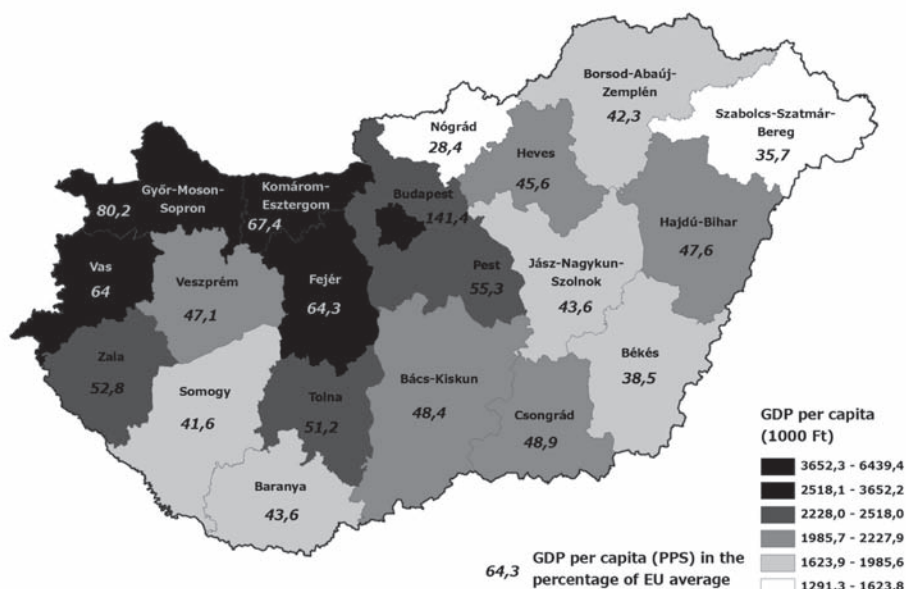 Borsod-Abaúj-
Zemplén
42,3
Szabolcs-Szatmár-
Bereg
35,7
Nógrád
28,4
Heves
45,6
Budapest
141,4
Győr-Moson-
Sopron
80,2
Komárom-
Esztergom
67,4
Hajdú-Bihar
47,6
Vas
64
Veszprém
47,1
Fejér
64,3
Pest
55,3
Jász-Nagykun-
Szolnok
43,6
Zala
52,8
Somogy
41,6
Tolna
51,2
Bács-Kiskun
48,4
Csongrád
48,9
Békés
38,5
Baranya
43,6
GDP per capita
(1000 Ft)
3652,3 - 6439,4
2518,1 - 3652,2
2228,0 - 2518,0
1985,7 - 2227,9
1623,9 - 1985,6
1291,3 - 1623,8
64,3
GDP per capita (PPS) in the
percentage of EU average